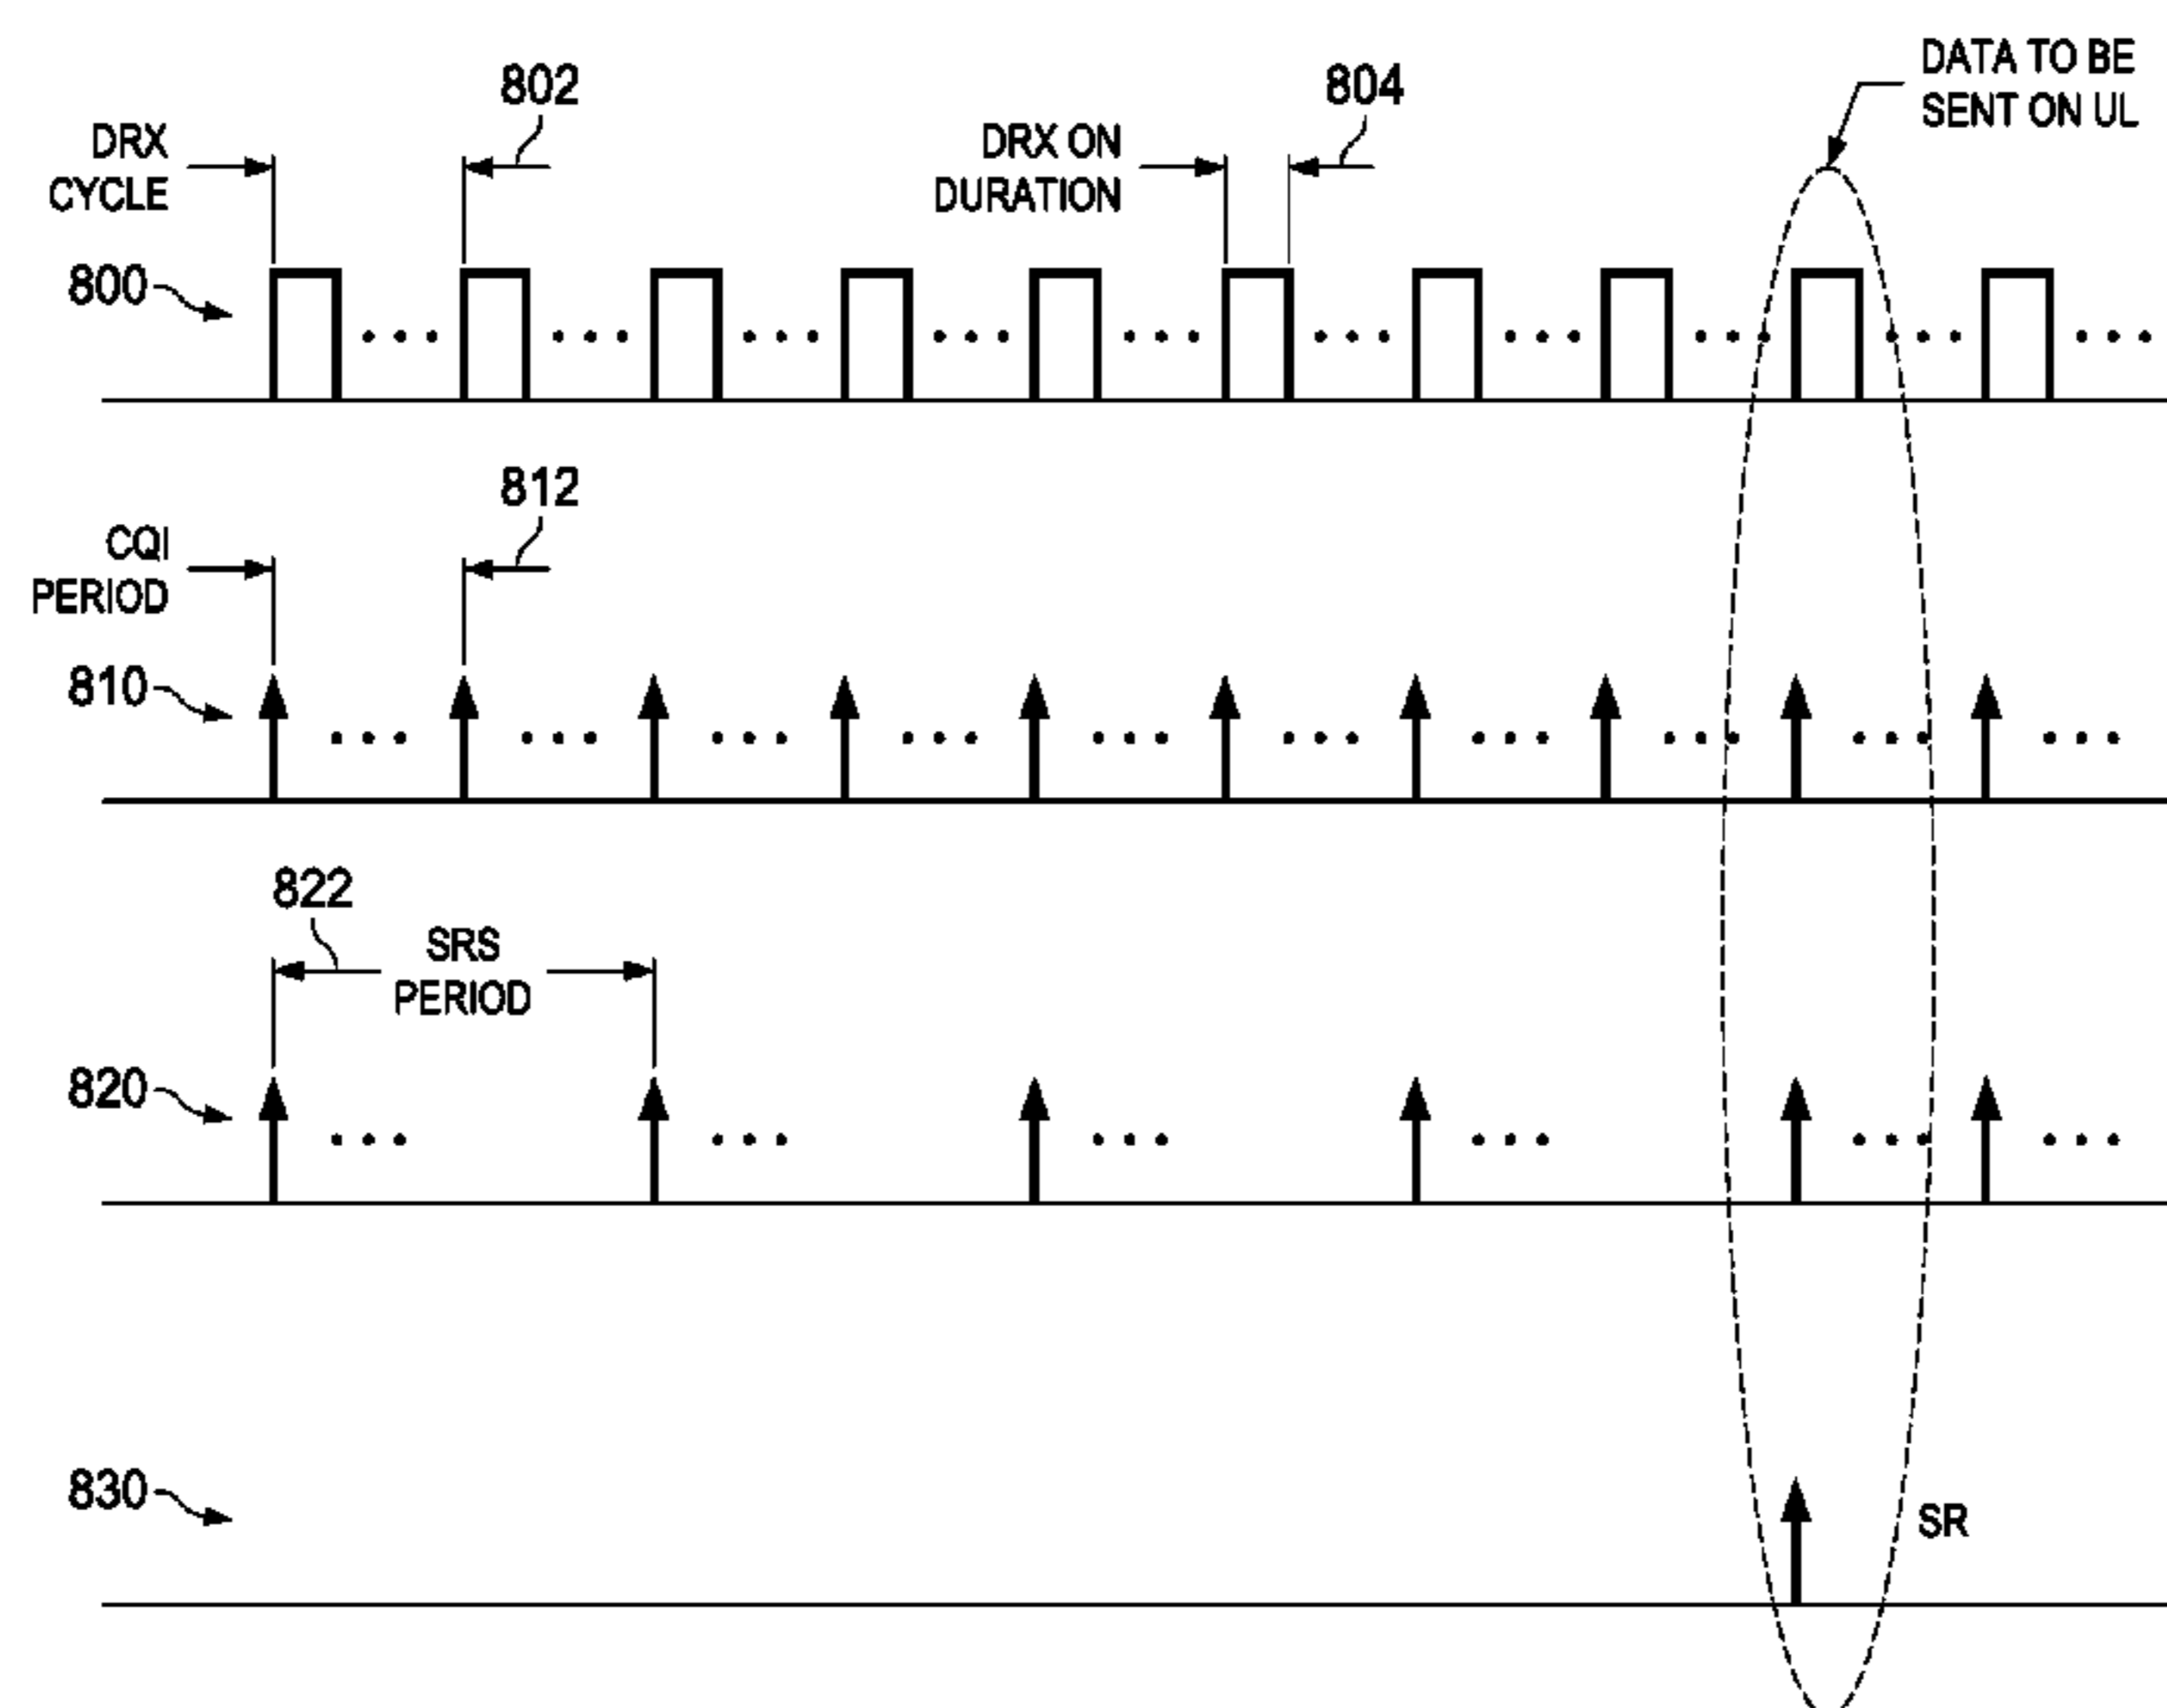 DATA TO BE
SENT ON UL
802
804
DRX
CYCLE
DRX ON
DURATION
800
812
CQI
PERIOD
810
822
SRS
PERIOD
820
830
SR